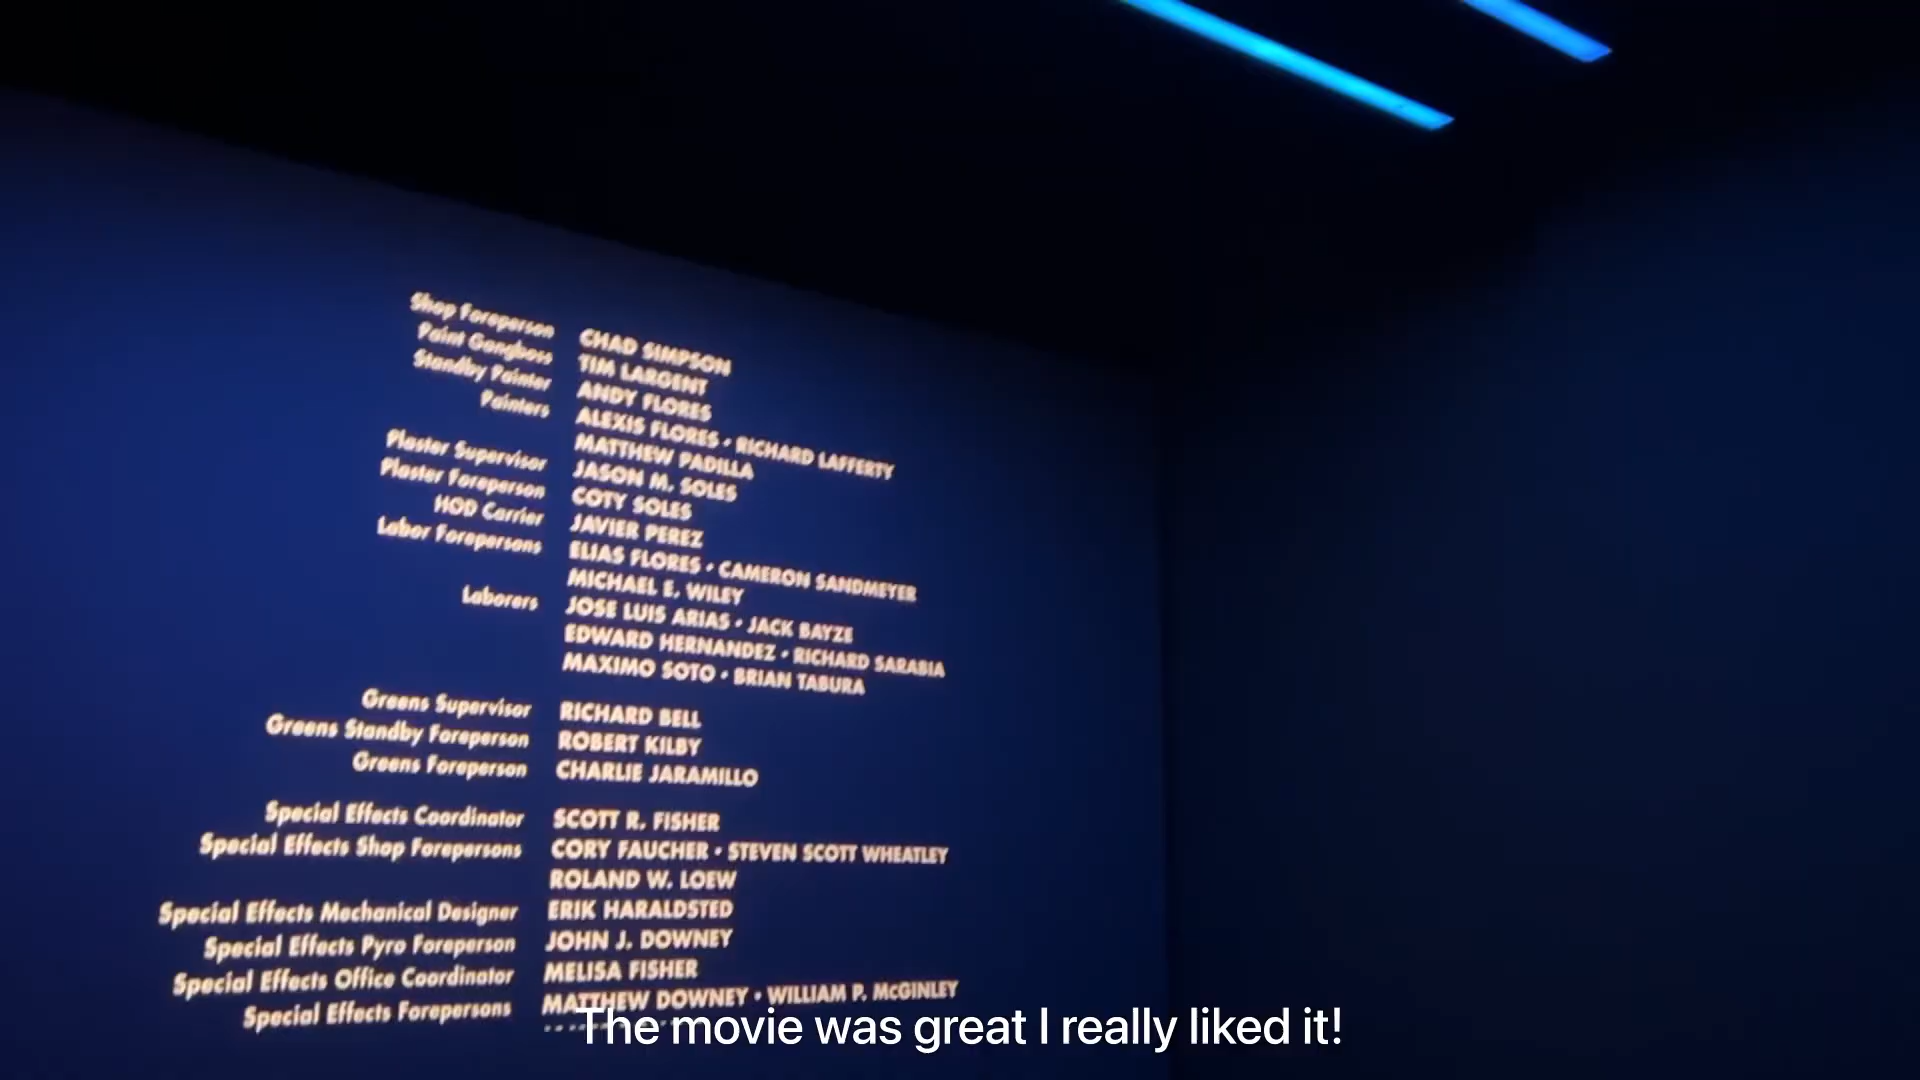 Shop Foreperson CHAD SIMPSON
Paint Gangboss TIM LARGENT
Standby Painter ANDY FLORES
Painters ALEXIS FLORES • RICHARD LAFFERTY
MATTHEW PADILLA
Plaster Supervisor JASON M. SOLES
Plaster Foreperson COTY SOLES
HOD Carrier JAVIER PEREZ
Labor Forepersons ELIAS FLORES • CAMERON SANDMEYER
MICHAEL E. WILEY
Laborers JOSE LUIS ARIAS • JACK BAYZE
EDWARD HERNANDEZ • RICHARD SARABIA
MAXIMO SOTO • BRIAN TABURA
Greens Supervisor RICHARD BELL
Greens Standby Foreperson ROBERT KILBY
Greens Foreperson CHARLIE JARAMILLO
Special Effects Coordinator SCOTT R. FISHER
Special Effects Shop Forepersons CORY FAUCHER • STEVEN SCOTT WHEATLEY
ROLAND W. LOEW
Special Effects Mechanical Designer ERIK HARALDSTED
Special Effects Pyro Foreperson JOHN J. DOWNEY
Special Effects Office Coordinator MELISA FISHER
Special Effects Forepersons MATTHEW DOWNEY • WILLIAM P. McGINLEY
The movie was great I really liked it!